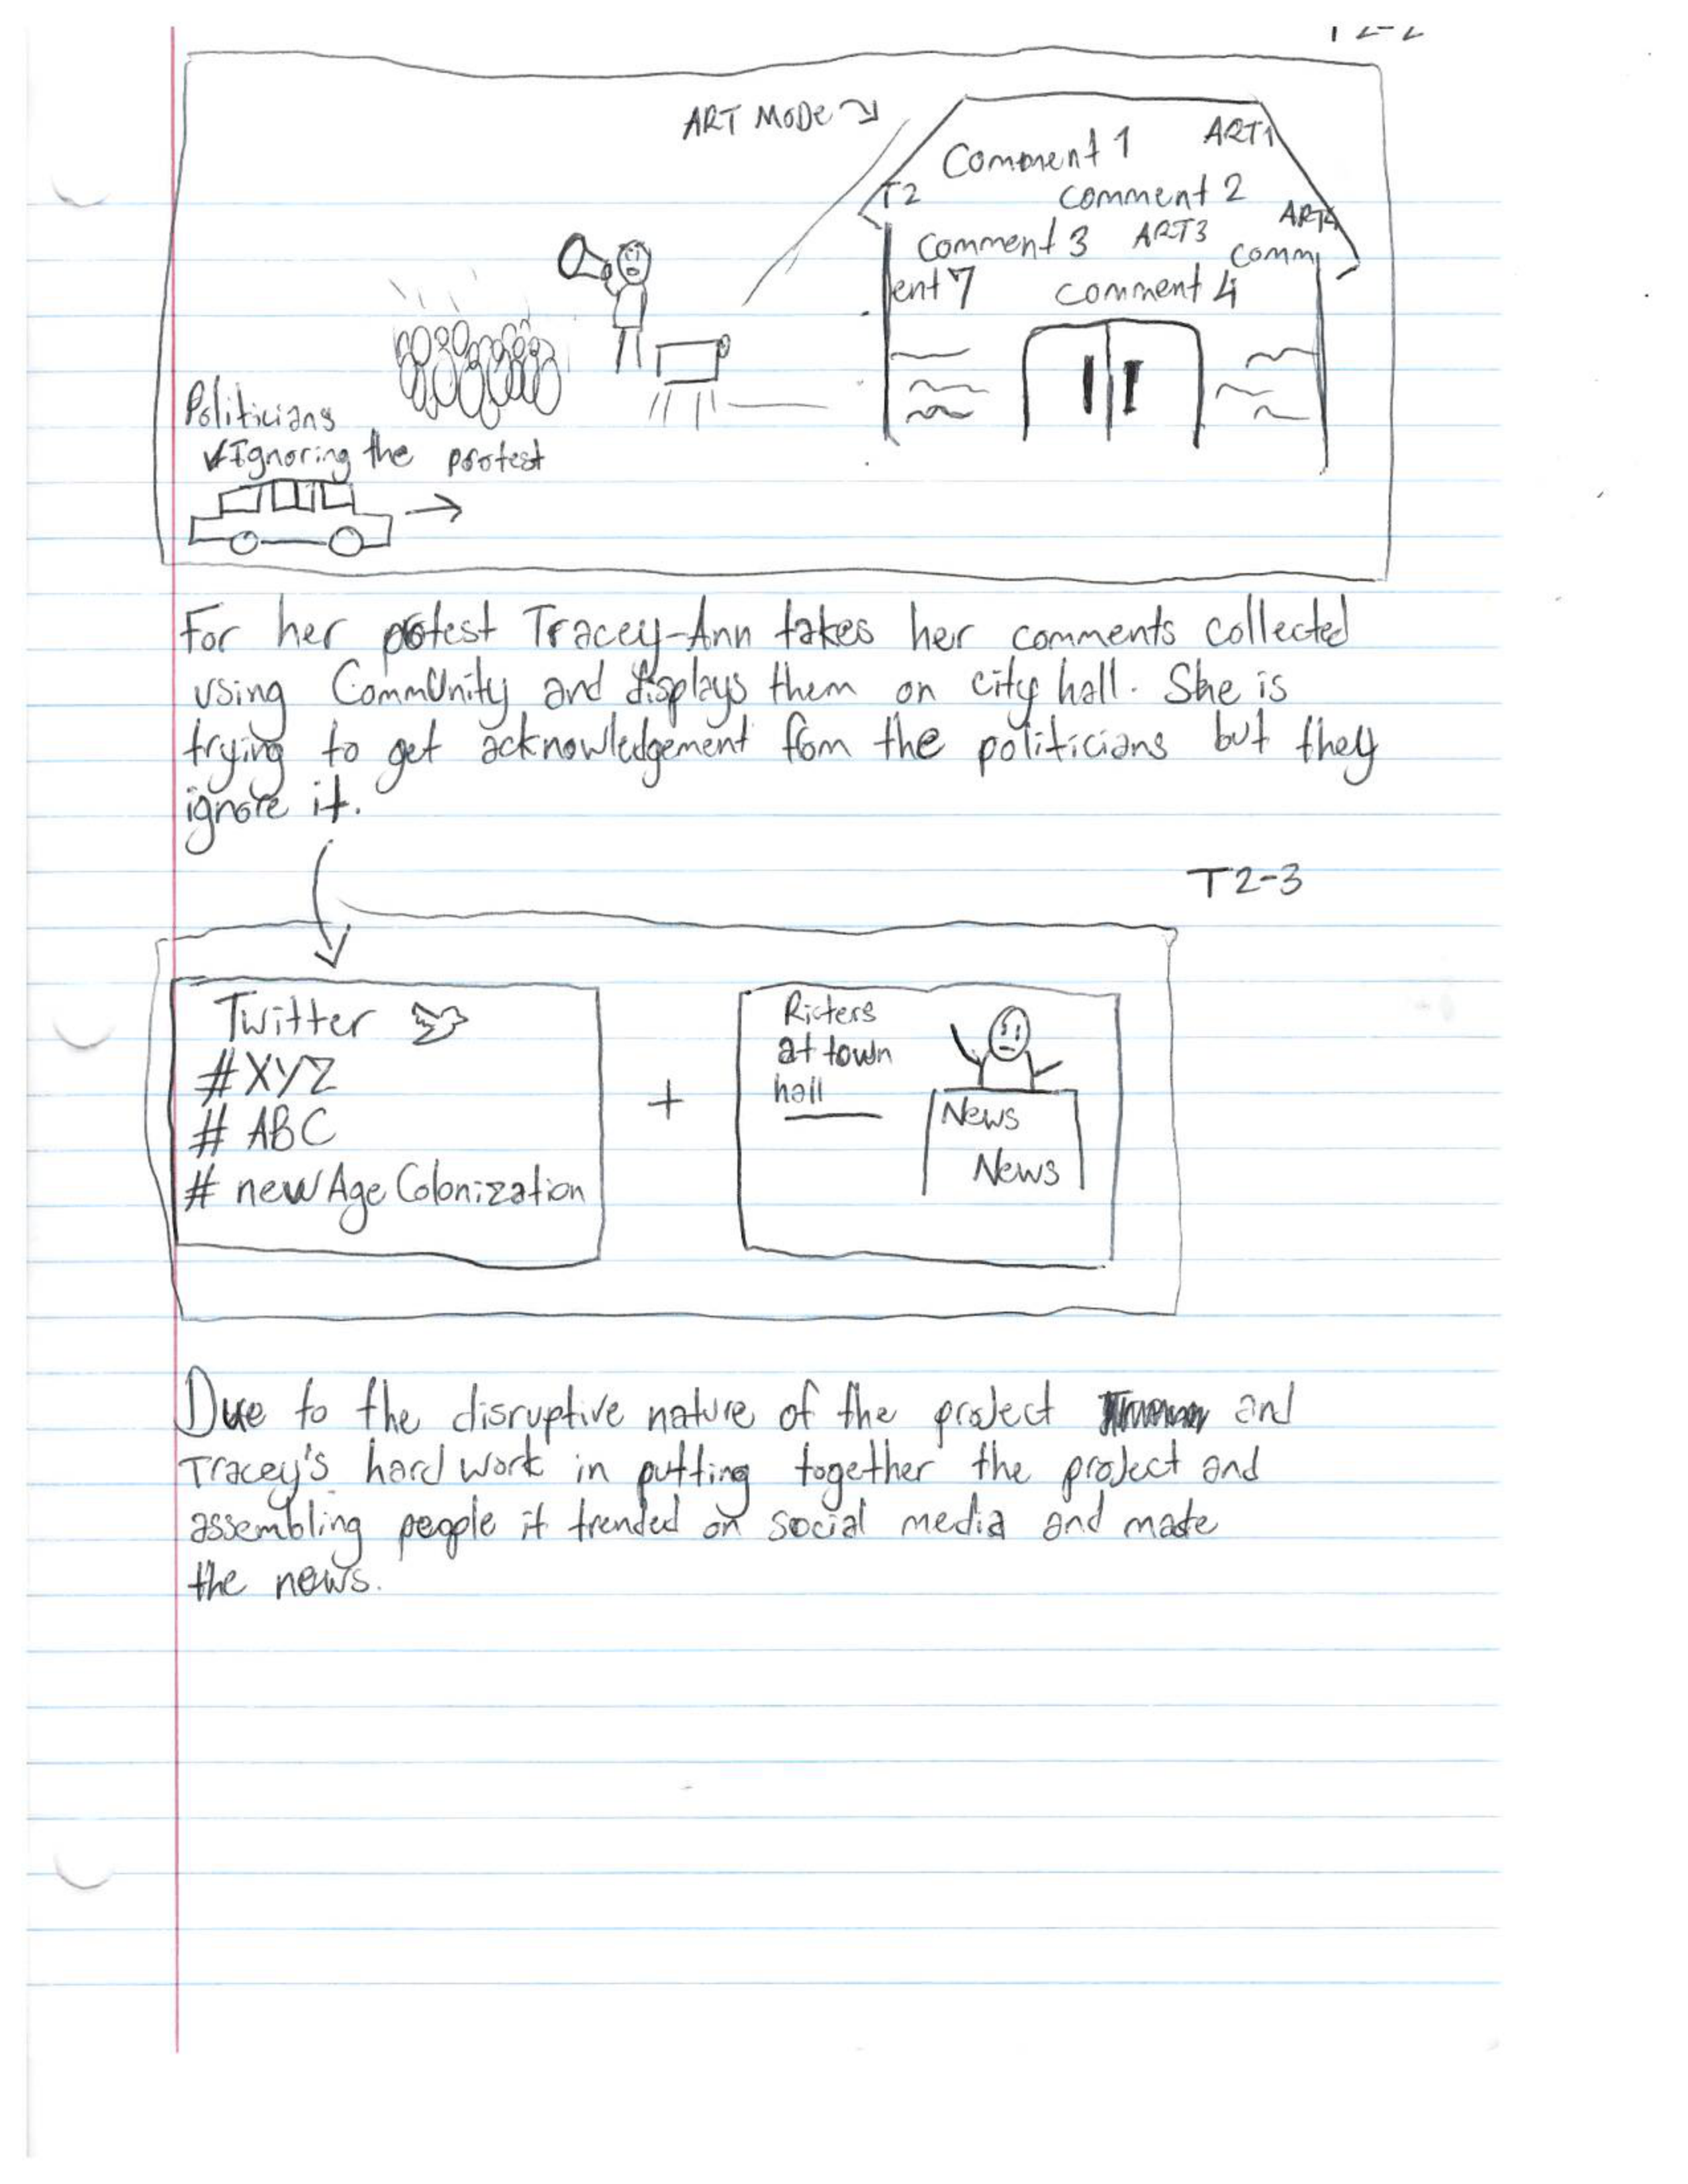 ART MODE
Comment 1
ART1
T2
Comment 2
ART4
Comment 3
ART3
Comm
ent 7
Comment 4
Politicians
Ignoring the protest
For her protest Tracey-Ann takes her comments collected
using CommUnity and displays them on city hall. She is
trying to get acknowledgement fom the politicians but they
ignore it.
T2-3
Twitter
#XYZ
# ABC
# newAge Colonization
+
Rioters
at town
hall
News
News
Due to the disruptive nature of the project and
Tracey's hard work in putting together the project and
assembling people it trended on social media and made
the news.